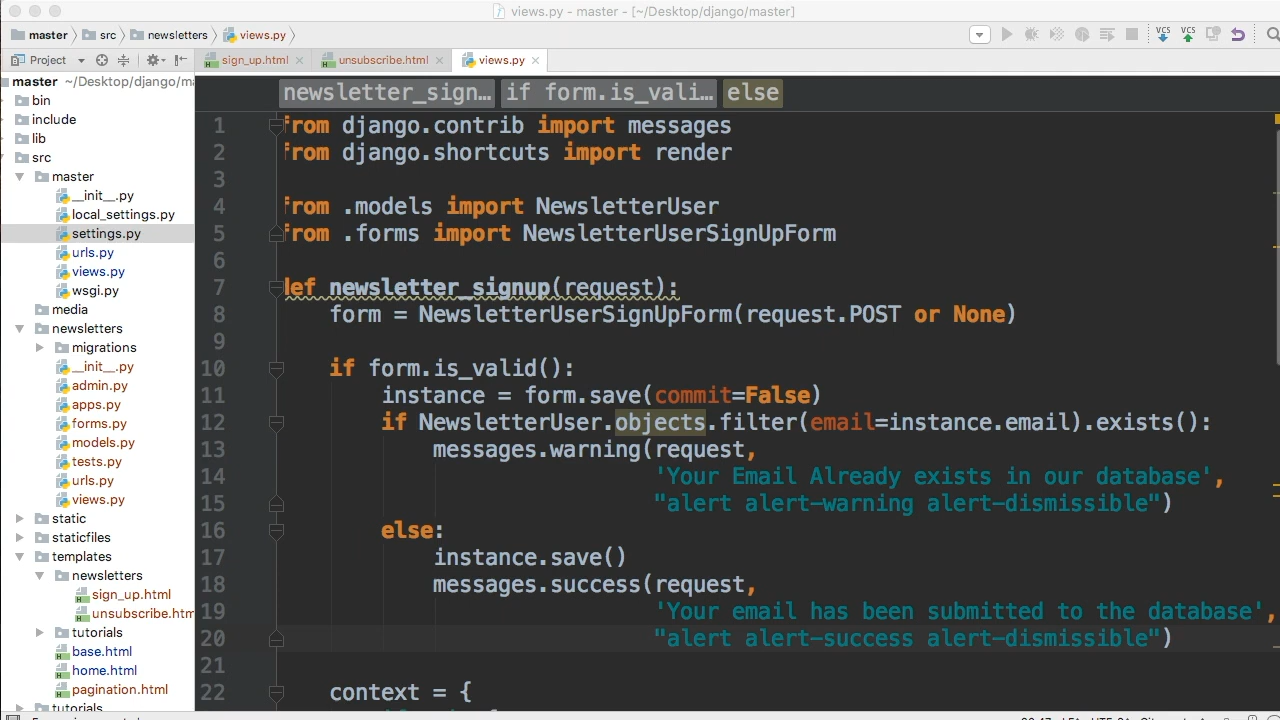 views.py - master - [~/Desktop/django/master]
master src newsletters views.py
VCS VCS
Project sign_up.html unsubscribe.html views.py
master ~/Desktop/django/ma
bin
include
lib
src
master
__init__.py
local_settings.py
settings.py
urls.py
views.py
wsgi.py
media
newsletters
migrations
__init__.py
admin.py
apps.py
forms.py
models.py
tests.py
urls.py
views.py
static
staticfiles
templates
newsletters
sign_up.html
unsubscribe.htm
tutorials
base.html
home.html
pagination.html
tutorials
newsletter_sign... if form.is_vali... else
1 from django.contrib import messages
2 from django.shortcuts import render
3
4 from .models import NewsletterUser
5 from .forms import NewsletterUserSignUpForm
6
7 def newsletter_signup(request):
8 form = NewsletterUserSignUpForm(request.POST or None)
9
10 if form.is_valid():
11 instance = form.save(commit=False)
12 if NewsletterUser.objects.filter(email=instance.email).exists():
13 messages.warning(request,
14 'Your Email Already exists in our database',
15 "alert alert-warning alert-dismissible")
16 else:
17 instance.save()
18 messages.success(request,
19 'Your email has been submitted to the database',
20 "alert alert-success alert-dismissible")
21
22 context = {